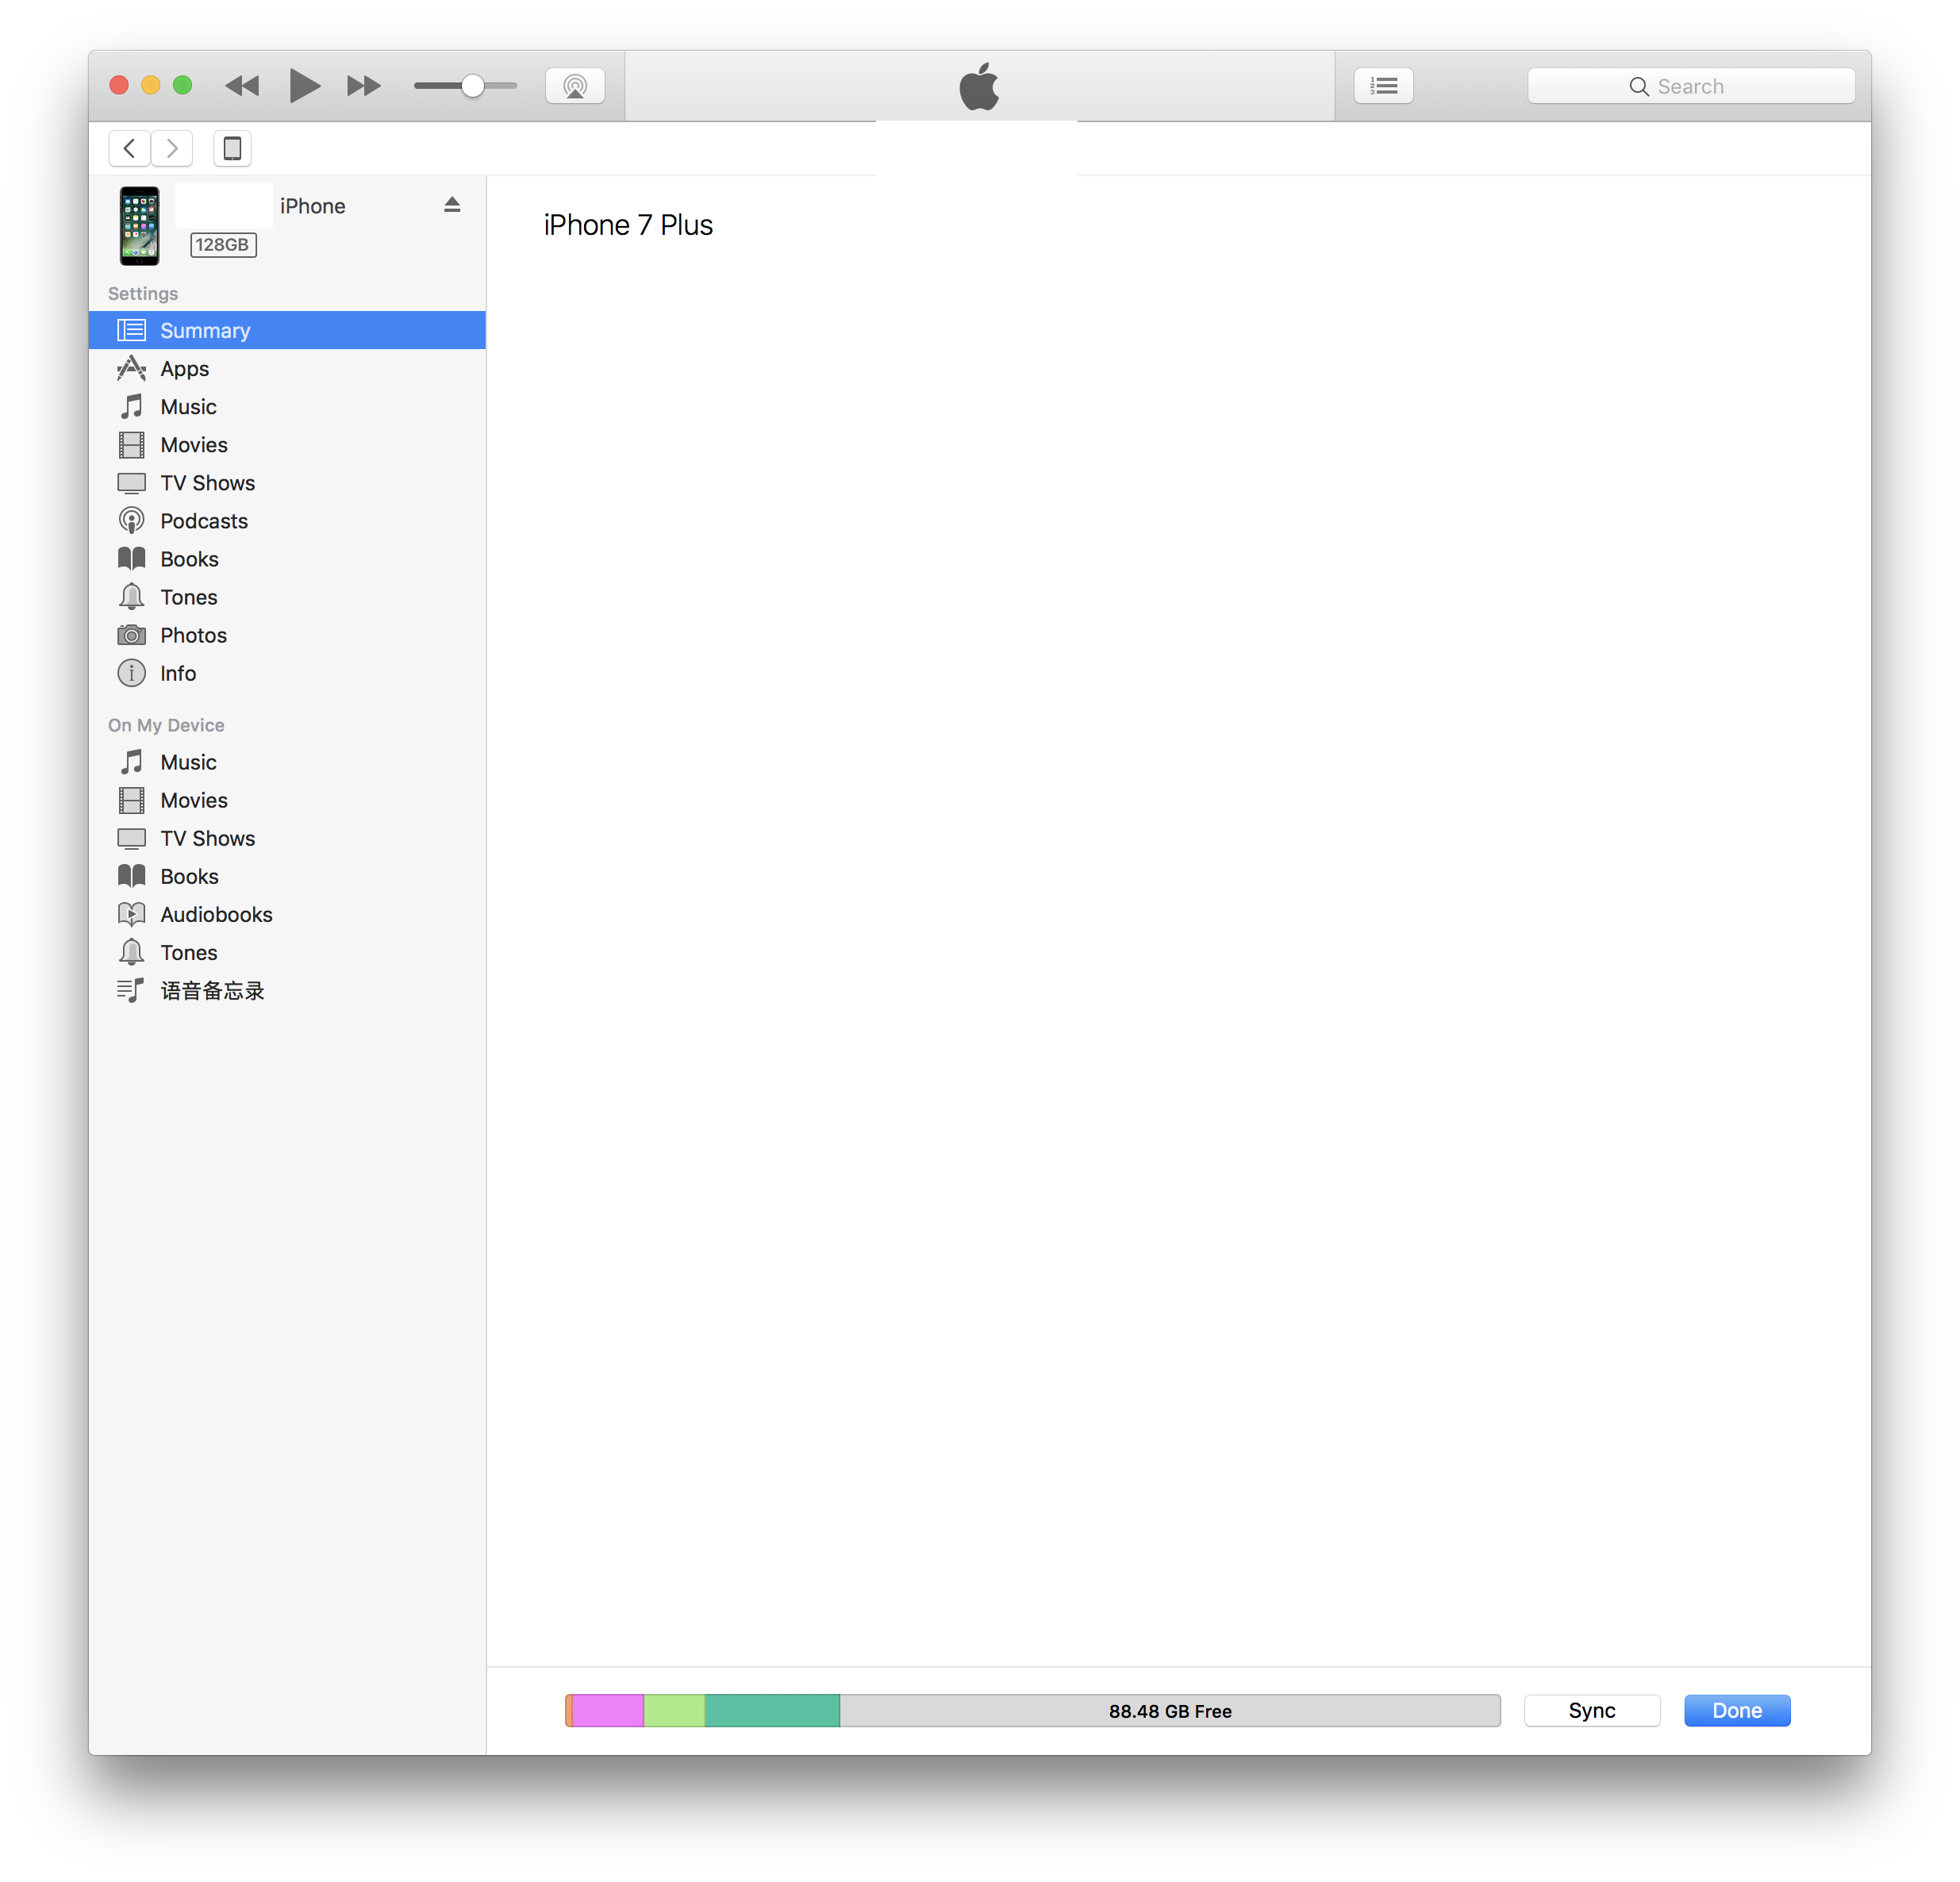 Search
iPhone
128GB
iPhone 7 Plus
Settings
Summary
Apps
Music
Movies
TV Shows
Podcasts
Books
Tones
Photos
Info
On My Device
Music
Movies
TV Shows
Books
Audiobooks
Tones
语音备忘录
88.48 GB Free
Sync
Done